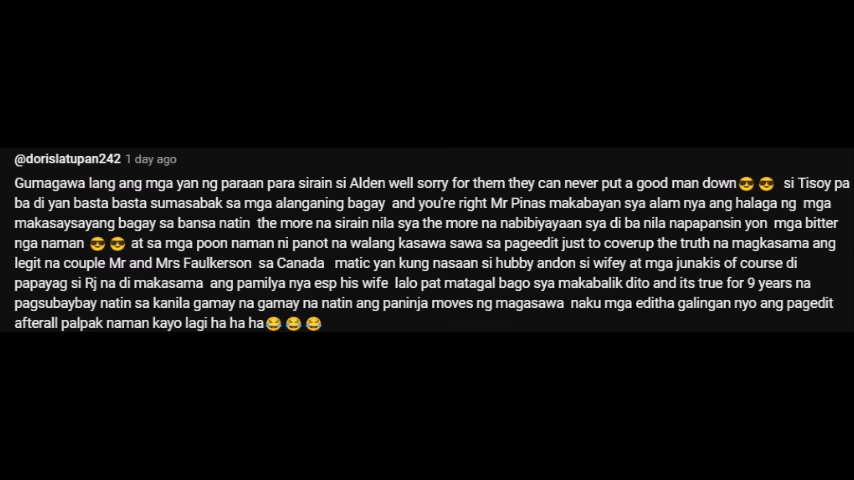 @dorislatupan242 1 day ago
Gumagawa lang ang mga yan ng paraan para sirain si Alden well sorry for them they can never put a good man down😎😎 si Tisoy pa
ba di yan basta basta sumasabak sa mga alanganing bagay and you're right Mr Pinas makabayan sya alam nya ang halaga ng mga
makasaysayang bagay sa bansa natin the more na sirain nila sya the more na nabibiyayaan sya di ba nila napapansin yon mga bitter
nga naman 😎😎 at sa mga poon naman ni panot na walang kasawa sawa sa pageedit just to coverup the truth na magkasama ang
legit na couple Mr and Mrs Faulkerson sa Canada matic yan kung nasaan si hubby andon si wifey at mga junakis of course di
papayag si Rj na di makasama ang pamilya nya esp his wife lalo pat matagal bago sya makabalik dito and its true for 9 years na
pagsubaybay natin sa kanila gamay na gamay na natin ang paninja moves ng magasawa naku mga editha galingan nyo ang pagedit
afterall palpak naman kayo lagi ha ha ha😂😂😂